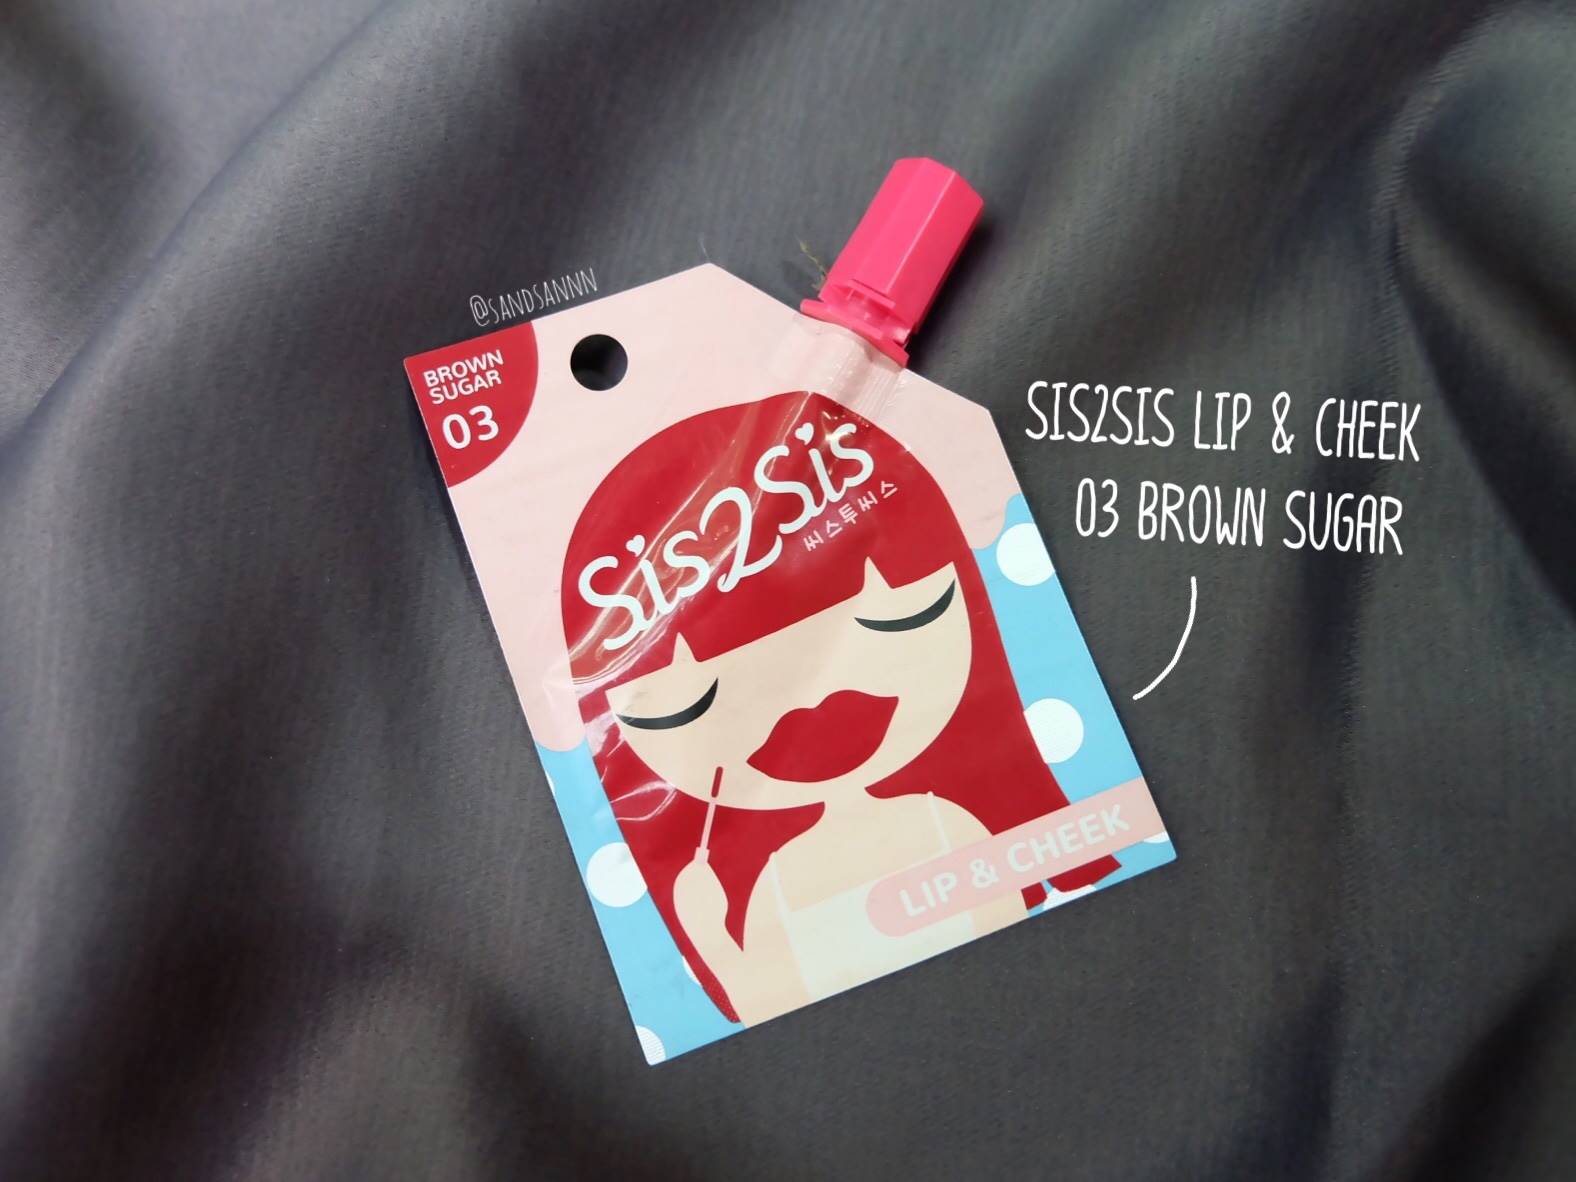 @SANDSANNN
BROWN
SUGAR
03
Sis2Sis
씨스투씨스
LIP & CHEEK
SIS2SIS LIP & CHEEK
03 BROWN SUGAR